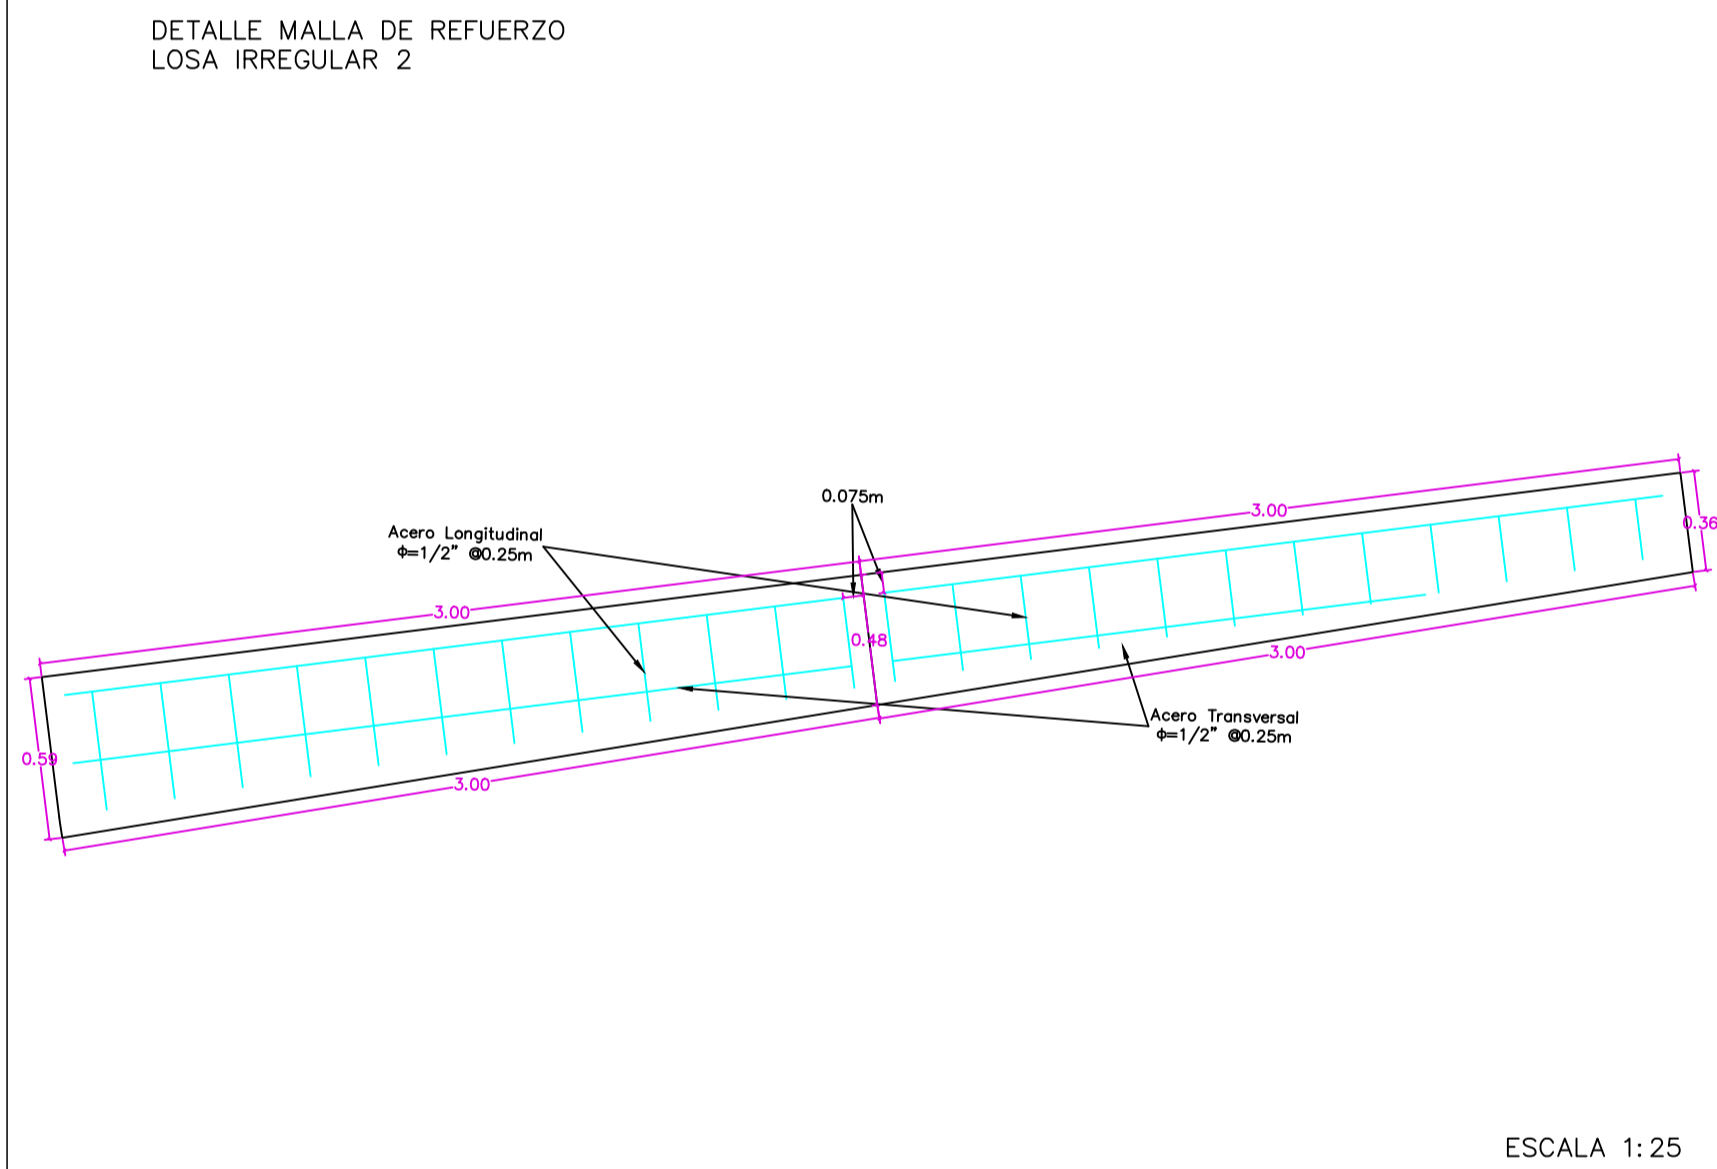 DETALLE MALLA DE REFUERZO
LOSA IRREGULAR 2
0.075m
Acero Longitudinal
ϕ=1/2" @0.25m
3.00
3.00
0.36
0.48
0.59
3.00
3.00
Acero Transversal
ϕ=1/2" @0.25m
ESCALA 1:25